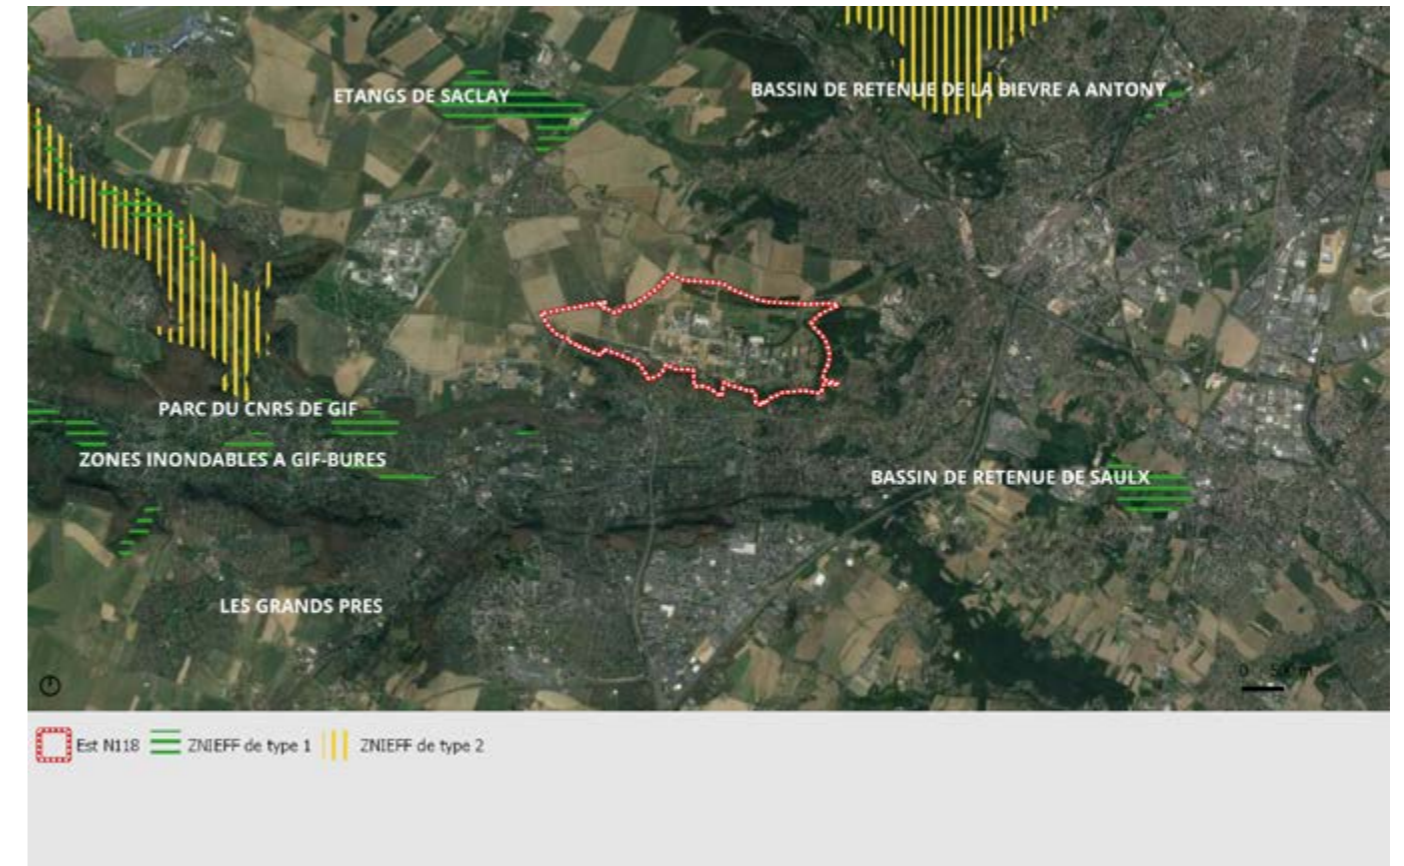 ETANGS DE SACLAY
BASSIN DE RETENUE DE LA BIEVRE A ANTONY
PARC DU CNRS DE GIF
ZONES INONDABLES A GIF-BURES
BASSIN DE RETENUE DE SAULX
LES GRANDS PRES
Est N118
ZNIEFF de type 1
ZNIEFF de type 2